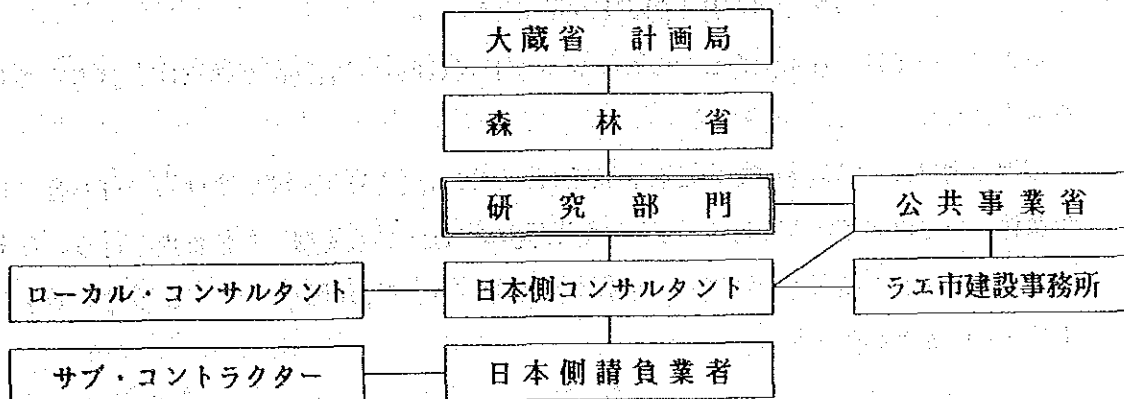 大蔵省 計画局
森林省
研究部門
公共事業省
ローカル・コンサルタント
日本側コンサルタント
ラエ市建設事務所
サブ・コントラクター
日本側請負業者